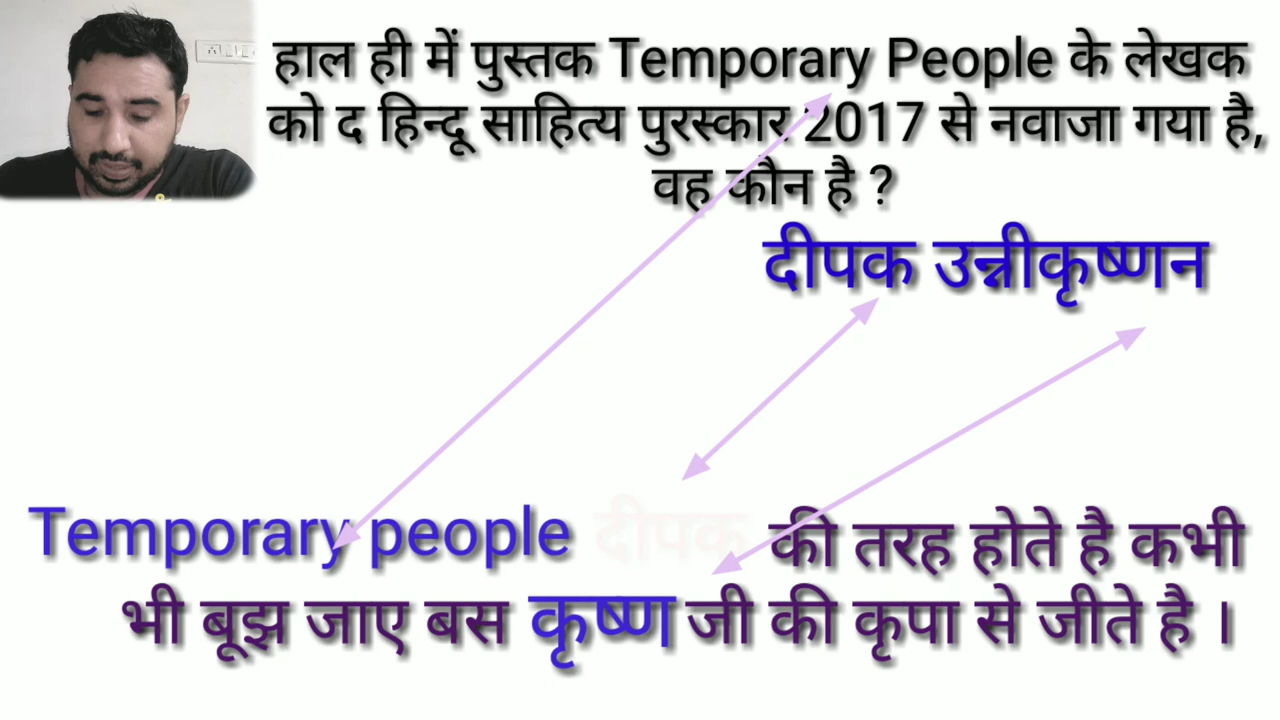 हाल ही में पुस्तक Temporary People के लेखक
को द हिन्दू साहित्य पुरस्कार 2017 से नवाजा गया है,
वह कौन है ?
दीपक उन्नीकृष्णन
Temporary people दीपक की तरह होते है कभी
भी बूझ जाए बस कृष्ण जी की कृपा से जीते है ।